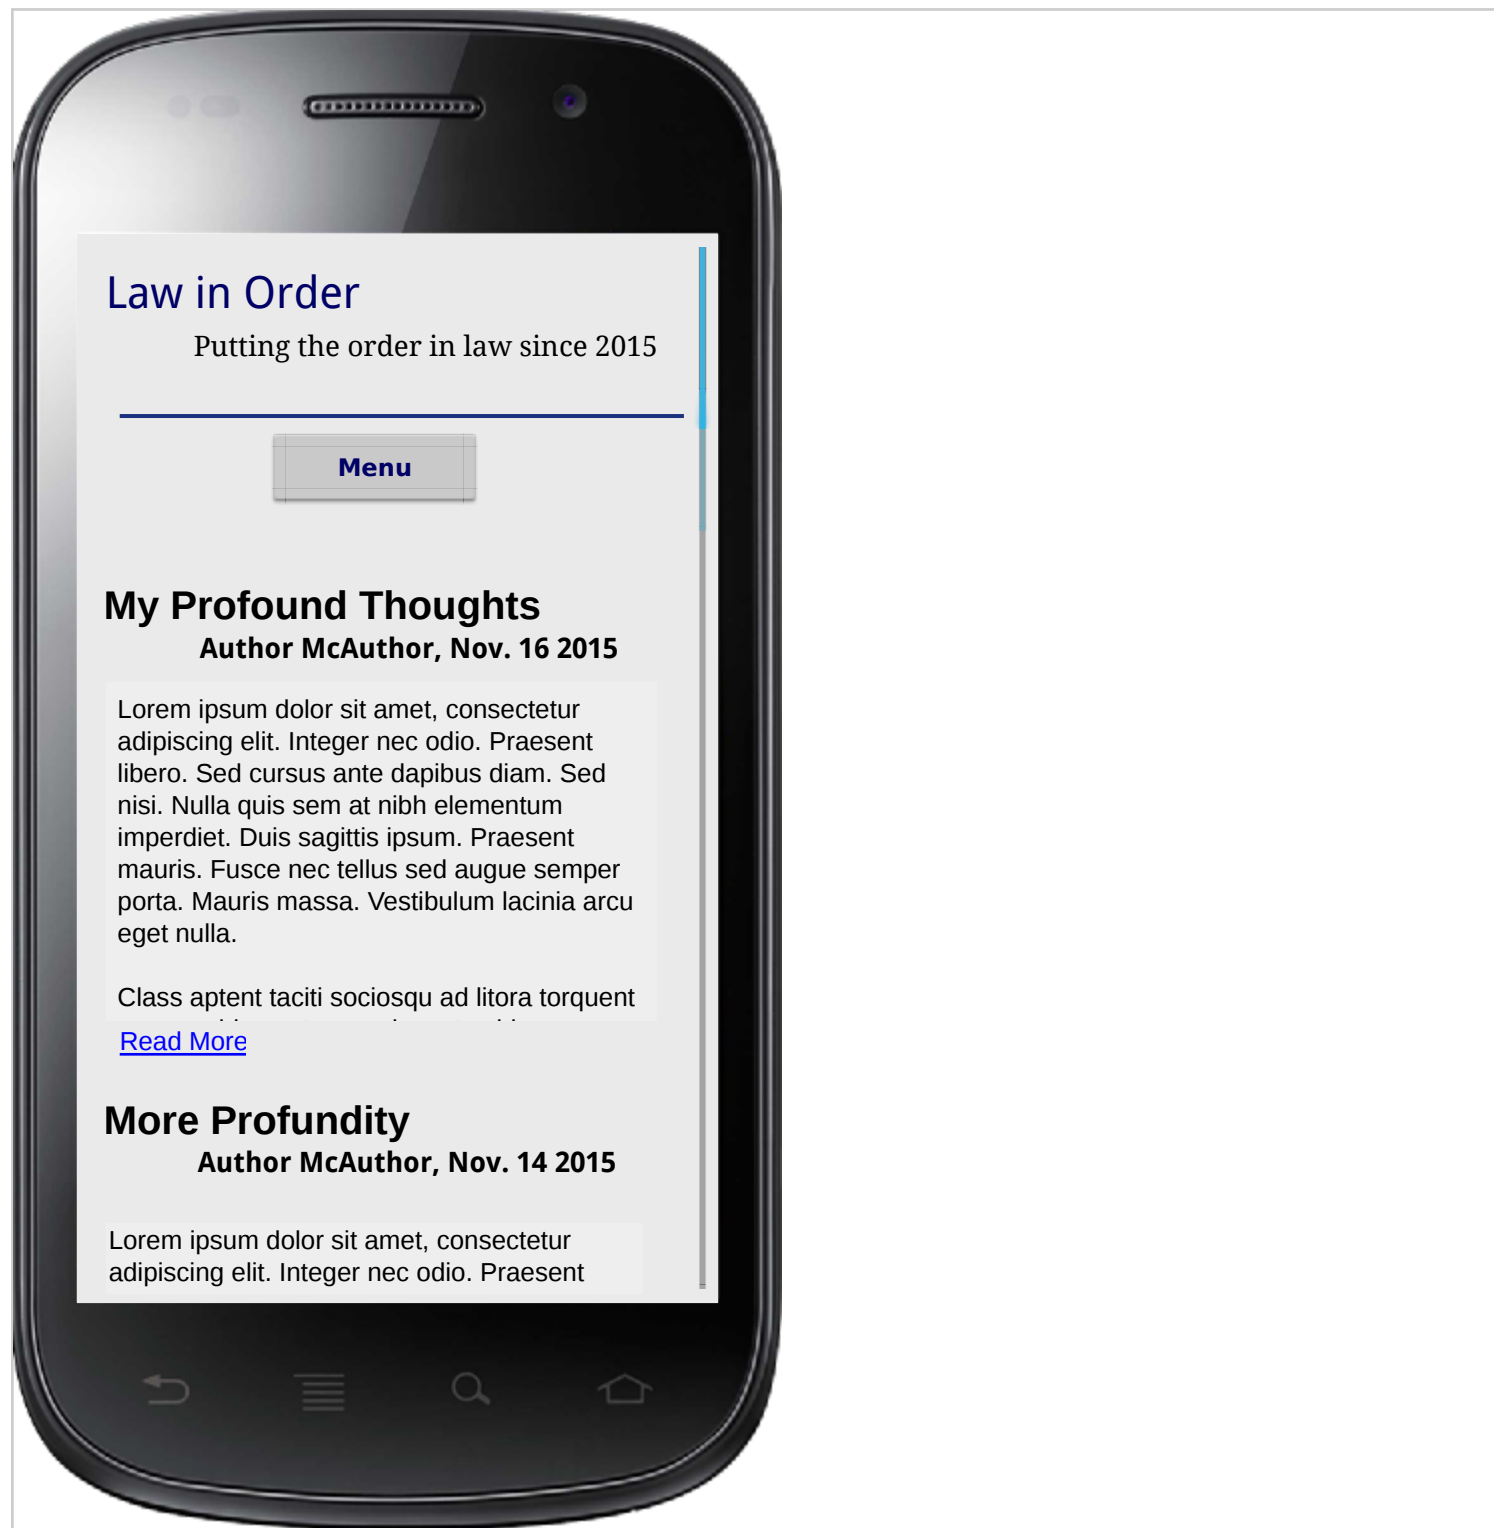 Law in Order
Putting the order in law since 2015
Menu
My Profound Thoughts
Author McAuthor, Nov. 16 2015
Lorem ipsum dolor sit amet, consectetur
adipiscing elit. Integer nec odio. Praesent
libero. Sed cursus ante dapibus diam. Sed
nisi. Nulla quis sem at nibh elementum
imperdiet. Duis sagittis ipsum. Praesent
mauris. Fusce nec tellus sed augue semper
porta. Mauris massa. Vestibulum lacinia arcu
eget nulla.
Class aptent taciti sociosqu ad litora torquent
Read More
More Profundity
Author McAuthor, Nov. 14 2015
Lorem ipsum dolor sit amet, consectetur
adipiscing elit. Integer nec odio. Praesent